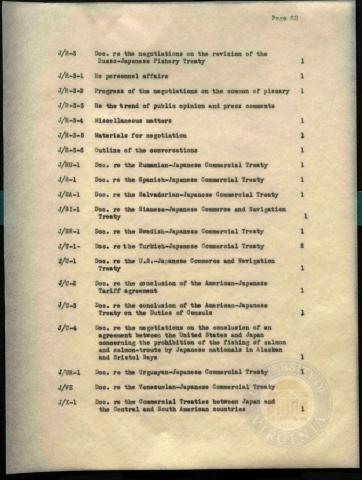 Page 62
J/R-3 Doc. re the negotiations on the revision of the
Russo-Japanese Fishery Treaty 1
J/R-3-1 Re personnel affairs 1
J/R-3-2 Progress of the negotiations on the common of piscary 1
J/R-3-3 Re the trend of public opinion and press comments
J/R-3-4 Miscellaneous matters 1
J/R-3-5 Materials for negotiation 1
J/R-3-6 Outline of the conversations 1
J/RU-1 Doc. re the Rumanian-Japanese Commercial Treaty 1
J/S-1 Doc. re the Spanish-Japanese Commercial Treaty 1
J/SA-1 Doc. re the Salvadorian-Japanese Commercial Treaty 1
J/SI-1 Doc. re the Siamese-Japanese Commerce and Navigation
Treaty 1
J/SW-1 Doc. re the Swedish-Japanese Commercial Treaty 1
J/T-1- Doc. re the Turkish-Japanese Commercial Treaty 2
J/U-1 Doc. re the U.S.-Japanese Commerce and Navigation
Treaty 1
J/U-2 Doc. re the conclusion of the American-Japanese
Tariff agreement 1
J/U-3 Doc. re the conclusion of the American-Japanese
Treaty on the Duties of Consuls 1
J/U-4 Doc. re the negotiations on the conclusion of an
agreement between the United States and Japan
concerning the prohibition of the fishing of salmon
and salmon-trouts by Japanese nationals in Alaskan
and Bristol Bays 1
J/UR-1 Doc. re the Urguayan-Japanese Commercial Treaty 1
J/VE Doc. re the Venezuelan-Japanese Commercial Treaty
J/X-1 Doc. re the Commercial Treaties between Japan and
the Central and South American countries 1
UNIVERSITY OF VIRGINIA